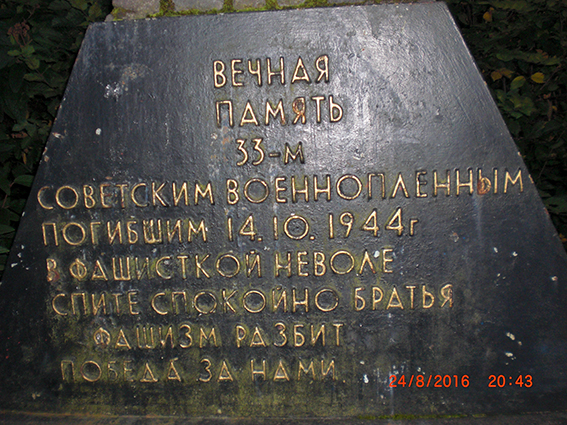 ВЕЧНАЯ
ПАМЯТЬ
33-М
СОВЕТСКИМ ВОЕННОПЛЕННЫМ
ПОГИБШИМ 14.10.1944г
В ФАШИСТКОЙ НЕВОЛЕ
СПИТЕ СПОКОЙНО БРАТЬЯ
ФАШИЗМ РАЗБИТ
ПОБЕДА ЗА НАМИ
24/8/2016 20:43